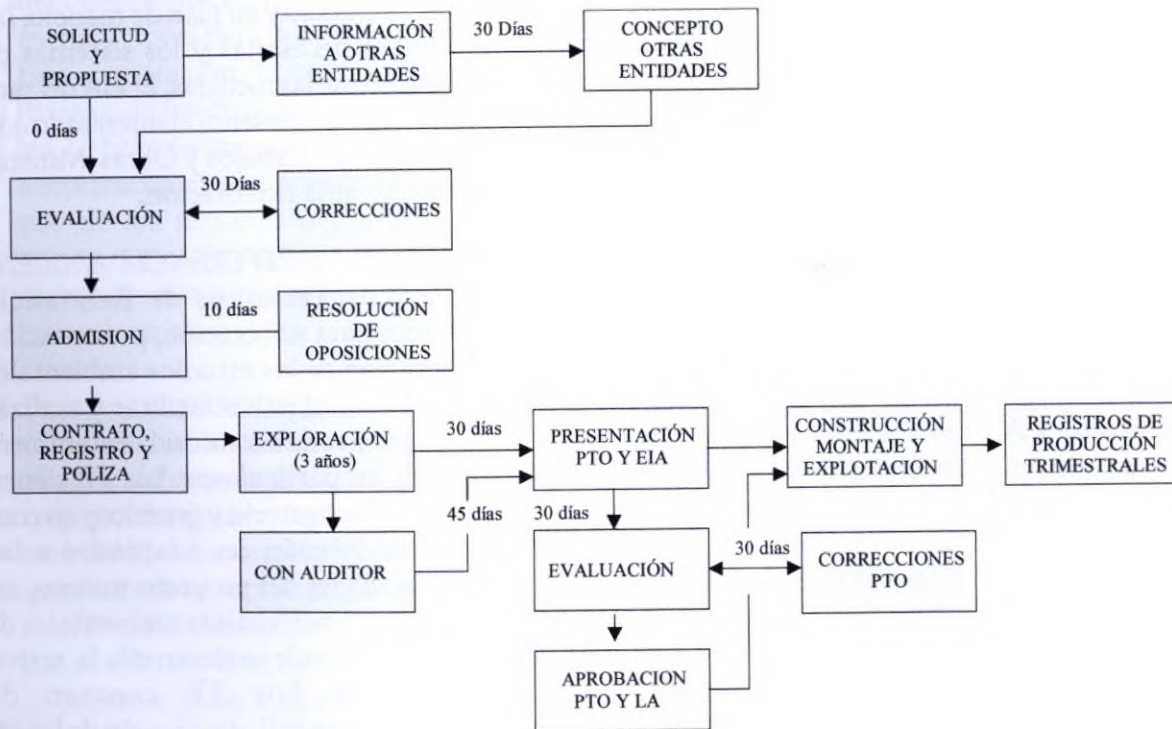 SOLICITUD
Y
PROPUESTA
INFORMACIÓN
A OTRAS
ENTIDADES
30 Días
CONCEPTO
OTRAS
ENTIDADES
0 días
EVALUACIÓN
30 Días
CORRECCIONES
ADMISION
10 días
RESOLUCIÓN
DE
OPOSICIONES
CONTRATO,
REGISTRO Y
POLIZA
EXPLORACIÓN
(3 años)
30 días
PRESENTACIÓN
PTO Y EIA
CONSTRUCCIÓN
MONTAJE Y
EXPLOTACION
REGISTROS DE
PRODUCCIÓN
TRIMESTRALES
CON AUDITOR
45 días
30 días
EVALUACIÓN
30 días
CORRECCIONES
PTO
APROBACION
PTO Y LA